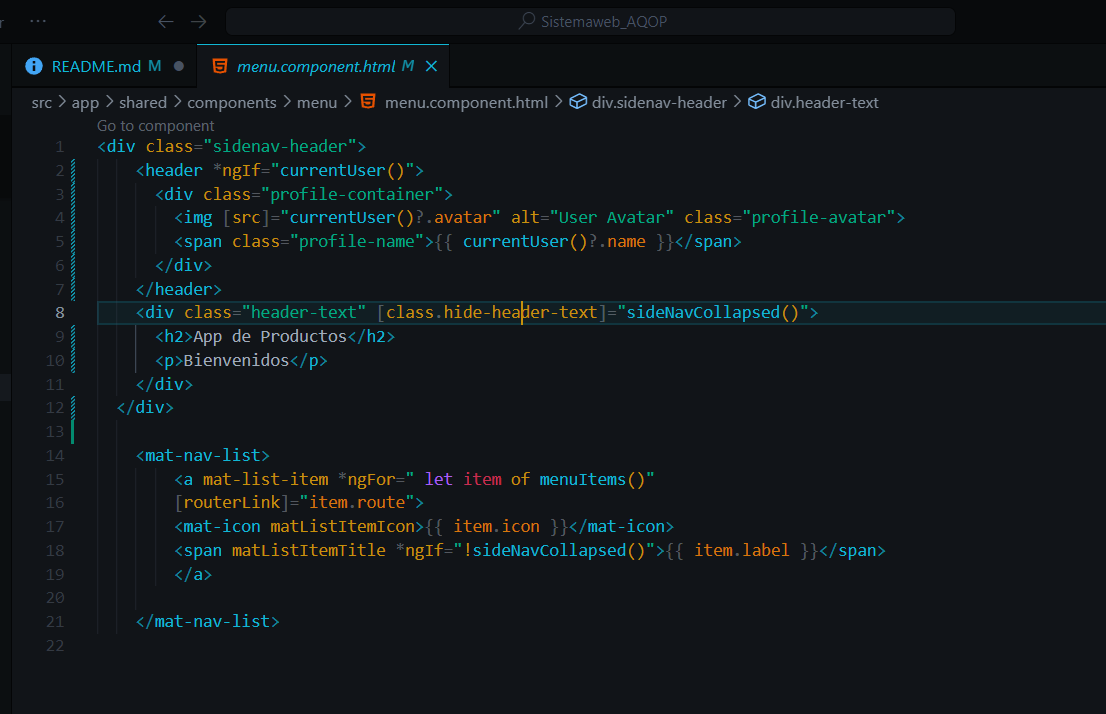 r ···
Sistemaweb_AQOP
README.md M
menu.component.html M
src > app > shared > components > menu > menu.component.html > div.sidenav-header > div.header-text
Go to component
1 <div class="sidenav-header">
2 <header *ngIf="currentUser()">
3 <div class="profile-container">
4 <img [src]="currentUser()?.avatar" alt="User Avatar" class="profile-avatar">
5 <span class="profile-name">{{ currentUser()?.name }}</span>
6 </div>
7 </header>
8 <div class="header-text" [class.hide-header-text]="sideNavCollapsed()">
9 <h2>App de Productos</h2>
10 <p>Bienvenidos</p>
11 </div>
12 </div>
13
14 <mat-nav-list>
15 <a mat-list-item *ngFor=" let item of menuItems()"
16 [routerLink]="item.route">
17 <mat-icon matListItemIcon>{{ item.icon }}</mat-icon>
18 <span matListItemTitle *ngIf="!sideNavCollapsed()">{{ item.label }}</span>
19 </a>
20
21 </mat-nav-list>
22